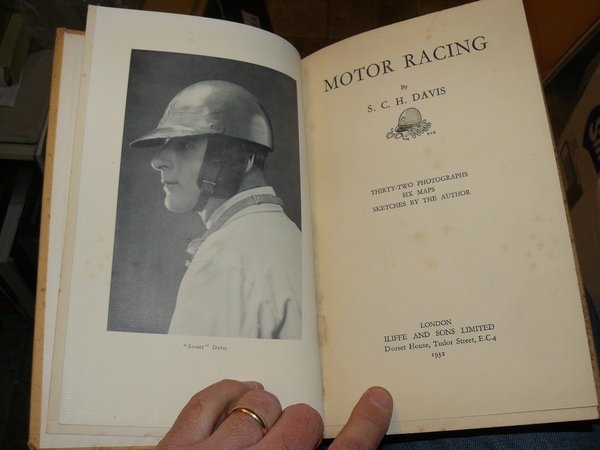 "Sammy" Davis
MOTOR RACING
By
S. C. H. DAVIS
THIRTY-TWO PHOTOGRAPHS
SIX MAPS
SKETCHES BY THE AUTHOR
LONDON
ILIFFE AND SONS LIMITED
Dorset House, Tudor Street, E.C.4
1932